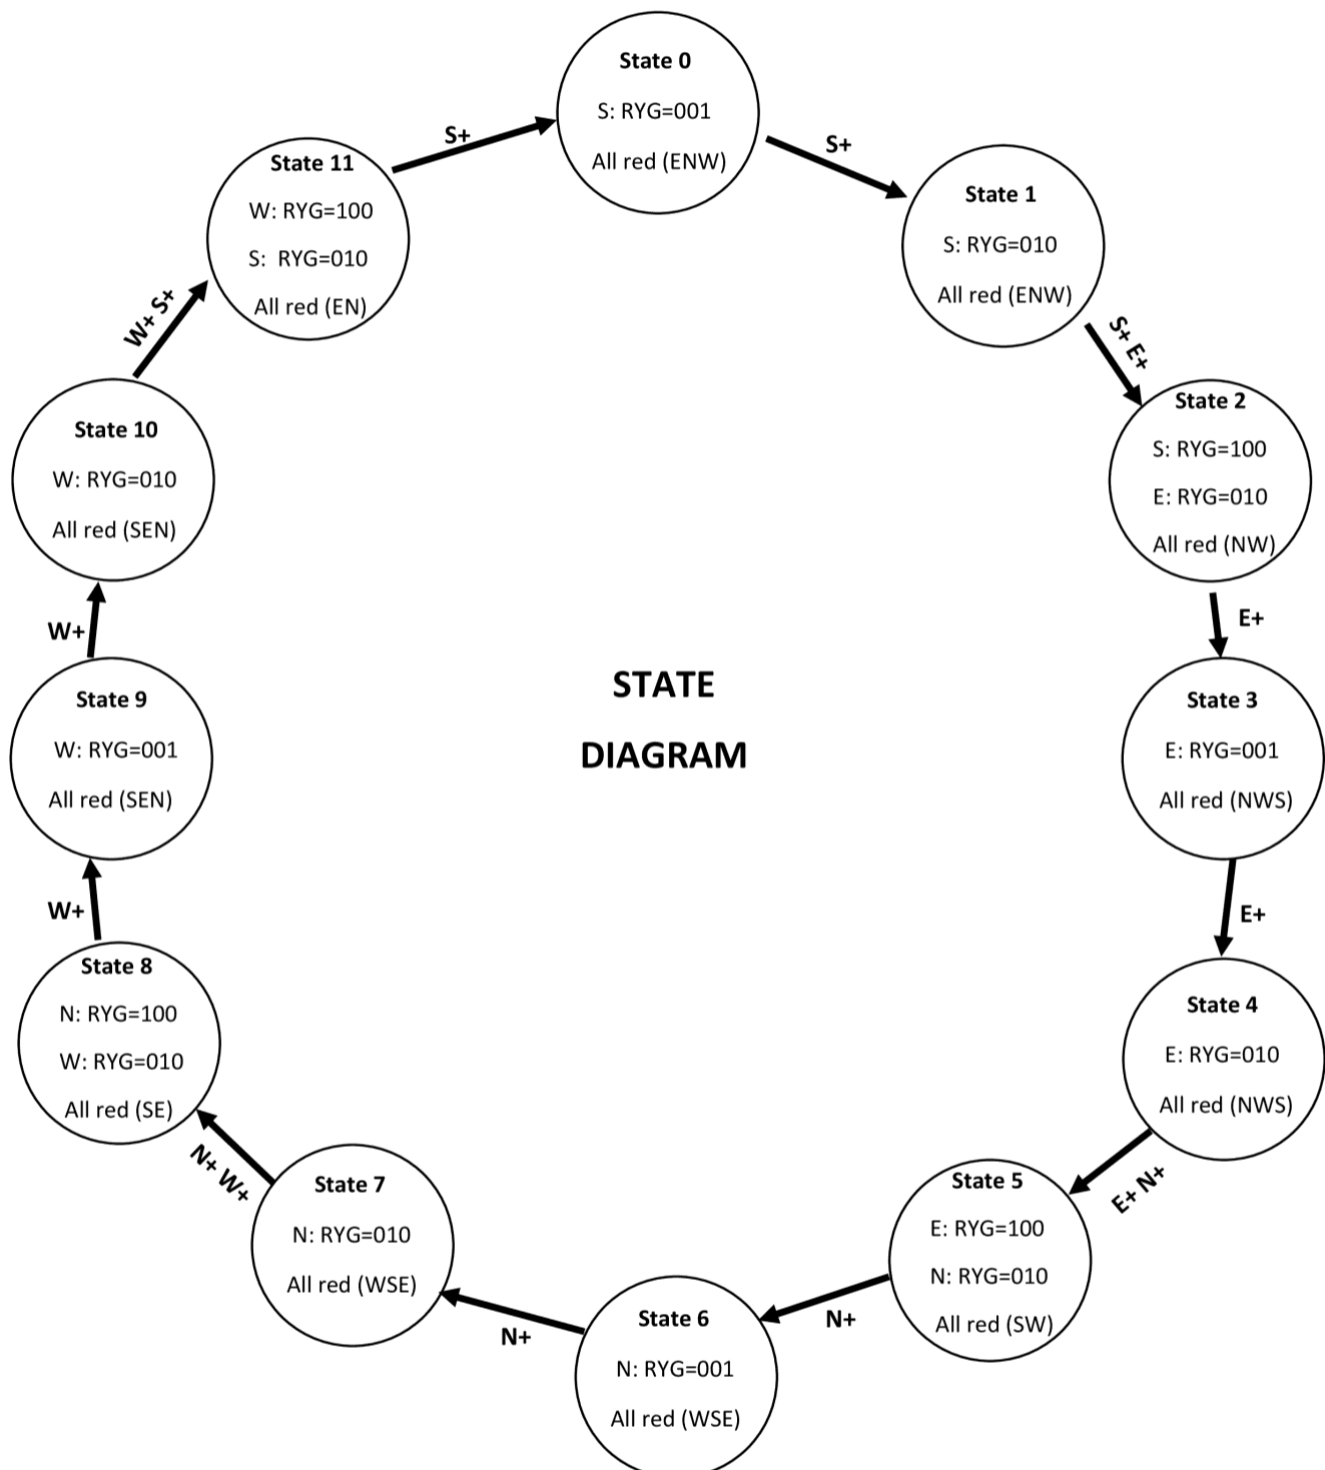 State 0
S: RYG=001
All red (ENW)
S+
State 1
S: RYG=010
All red (ENW)
S+ E+
State 2
S: RYG=100
E: RYG=010
All red (NW)
E+
State 3
E: RYG=001
All red (NWS)
E+
State 4
E: RYG=010
All red (NWS)
E+ N+
State 5
E: RYG=100
N: RYG=010
All red (SW)
N+
State 6
N: RYG=001
All red (WSE)
N+
State 7
N: RYG=010
All red (WSE)
N+ W+
State 8
N: RYG=100
W: RYG=010
All red (SE)
W+
State 9
W: RYG=001
All red (SEN)
W+
State 10
W: RYG=010
All red (SEN)
W+ S+
State 11
W: RYG=100
S: RYG=010
All red (EN)
S+
STATE
DIAGRAM